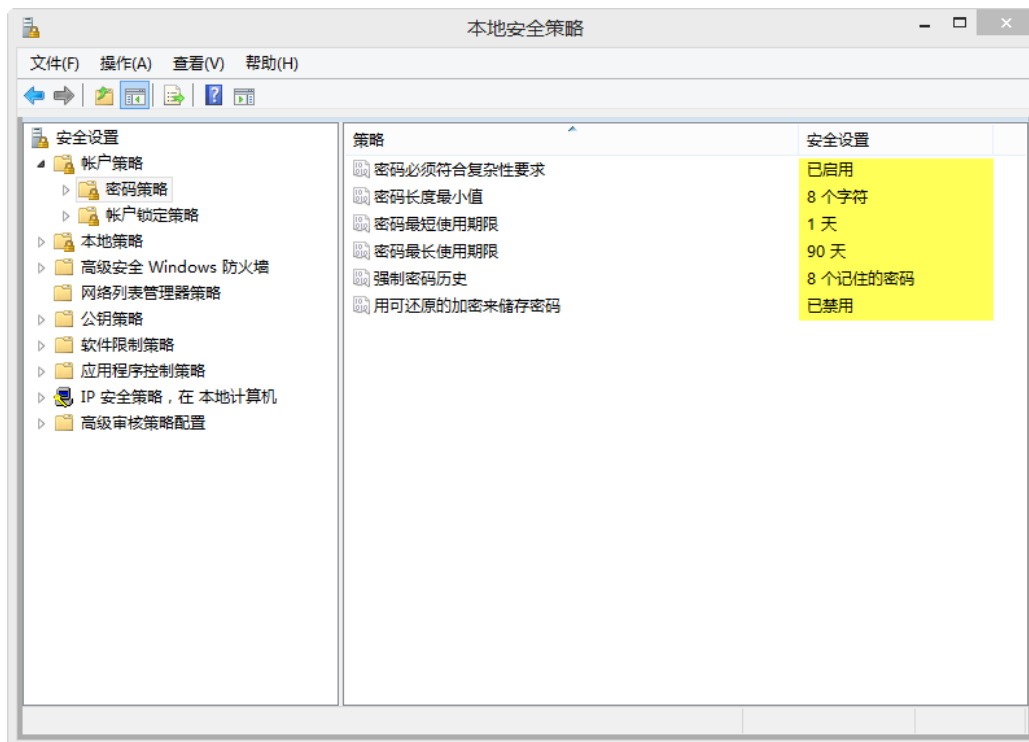 本地安全策略
文件(F) 操作(A) 查看(V) 帮助(H)
安全设置
帐户策略
密码策略
帐户锁定策略
本地策略
高级安全 Windows 防火墙
网络列表管理器策略
公钥策略
软件限制策略
应用程序控制策略
IP 安全策略，在 本地计算机
高级审核策略配置
策略 安全设置
密码必须符合复杂性要求 已启用
密码长度最小值 8 个字符
密码最短使用期限 1 天
密码最长使用期限 90 天
强制密码历史 8 个记住的密码
用可还原的加密来储存密码 已禁用